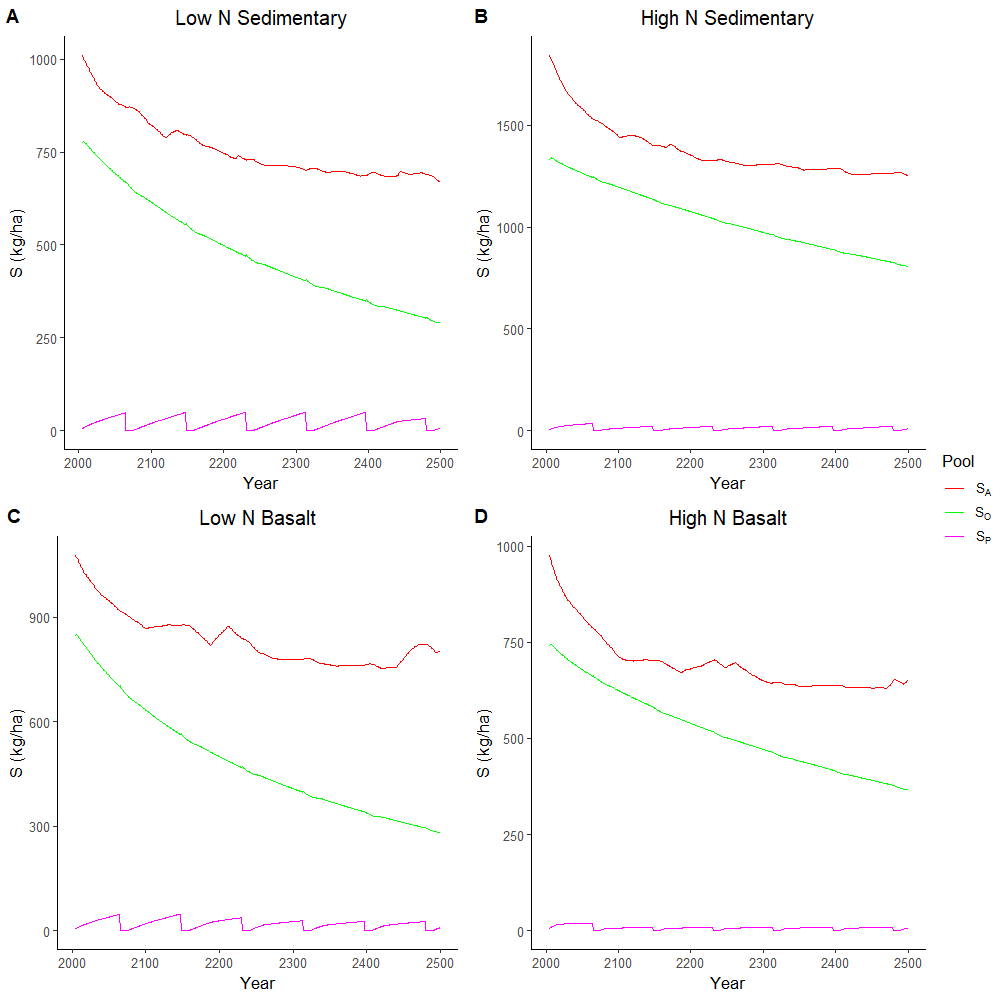 A
Low N Sedimentary
S (kg/ha)
1000
750
500
250
0
2000 2100 2200 2300 2400 2500
Year
B
High N Sedimentary
S (kg/ha)
1500
1000
500
0
2000 2100 2200 2300 2400 2500
Year
Pool
S_A
S_O
S_P
C
Low N Basalt
S (kg/ha)
900
600
300
0
2000 2100 2200 2300 2400 2500
Year
D
High N Basalt
S (kg/ha)
1000
750
500
250
0
2000 2100 2200 2300 2400 2500
Year